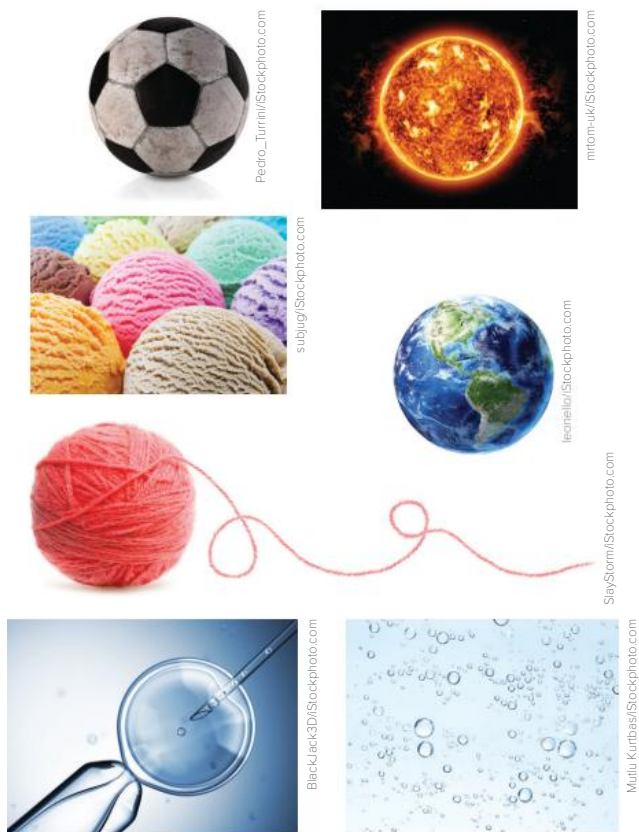 Pedro_Turrini/iStockphoto.com
mrtom-uk/iStockphoto.com
subjug/iStockphoto.com
leonello/iStockphoto.com
SlayStorm/iStockphoto.com
BlackJack3D/iStockphoto.com
Mutlu Kurtbas/iStockphoto.com